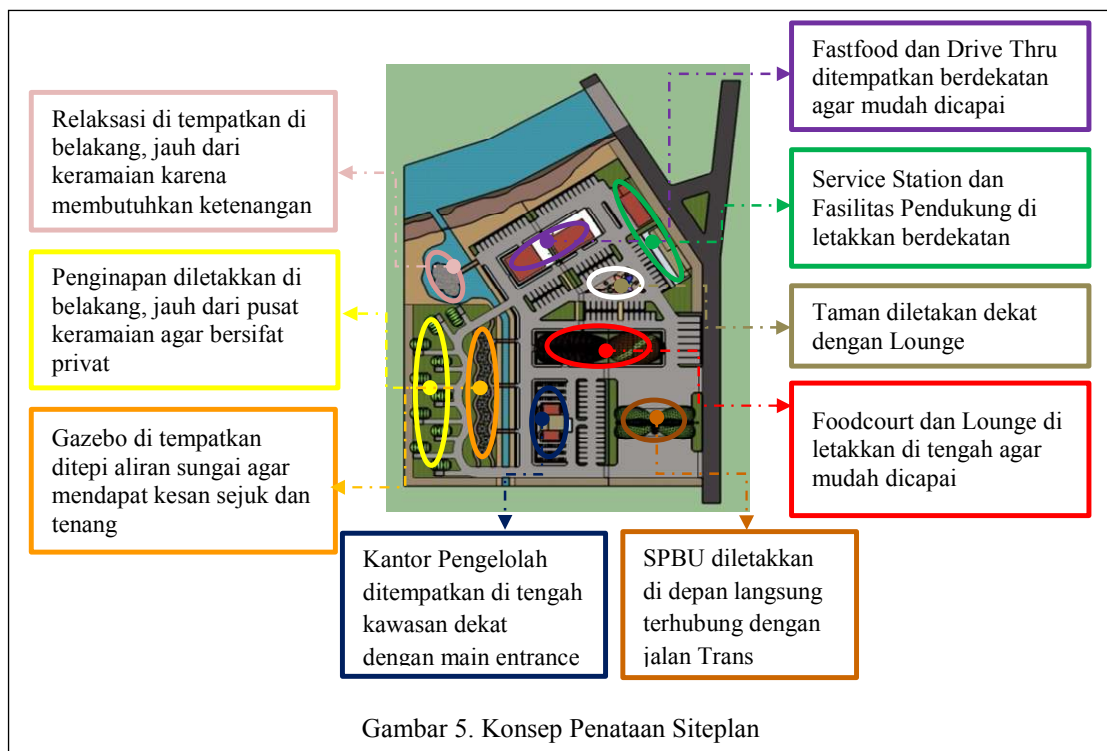 Relaksasi di tempatkan di
belakang, jauh dari
keramaian karena
membutuhkan ketenangan
Penginapan diletakkan di
belakang, jauh dari pusat
keramaian agar bersifat
privat
Gazebo di tempatkan
ditepi aliran sungai agar
mendapat kesan sejuk dan
tenang
Kantor Pengelolah
ditempatkan di tengah
kawasan dekat
dengan main entrance
SPBU diletakkan
di depan langsung
terhubung dengan
jalan Trans
Fastfood dan Drive Thru
ditempatkan berdekatan
agar mudah dicapai
Service Station dan
Fasilitas Pendukung di
letakkan berdekatan
Taman diletakan dekat
dengan Lounge
Foodcourt dan Lounge di
letakkan di tengah agar
mudah dicapai
Gambar 5. Konsep Penataan Siteplan